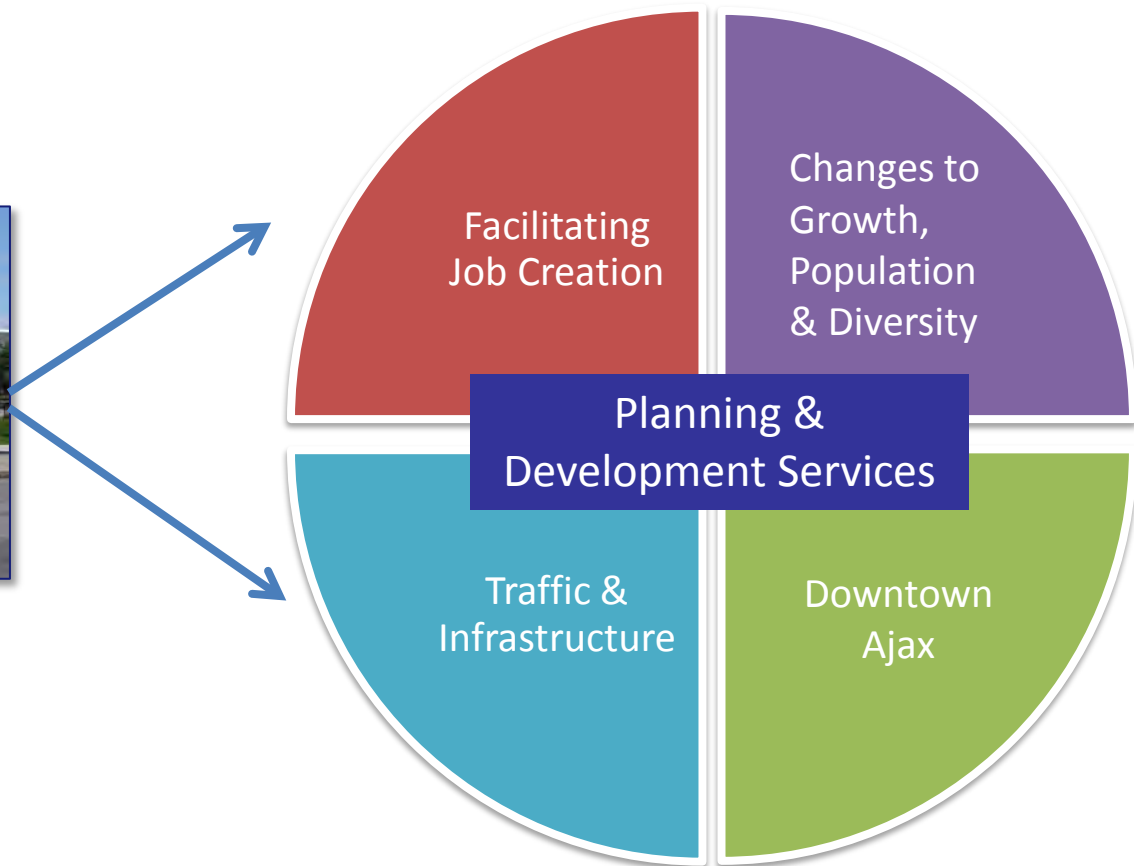 Facilitating
Job Creation
Changes to
Growth,
Population
& Diversity
Planning &
Development Services
Traffic &
Infrastructure
Downtown
Ajax